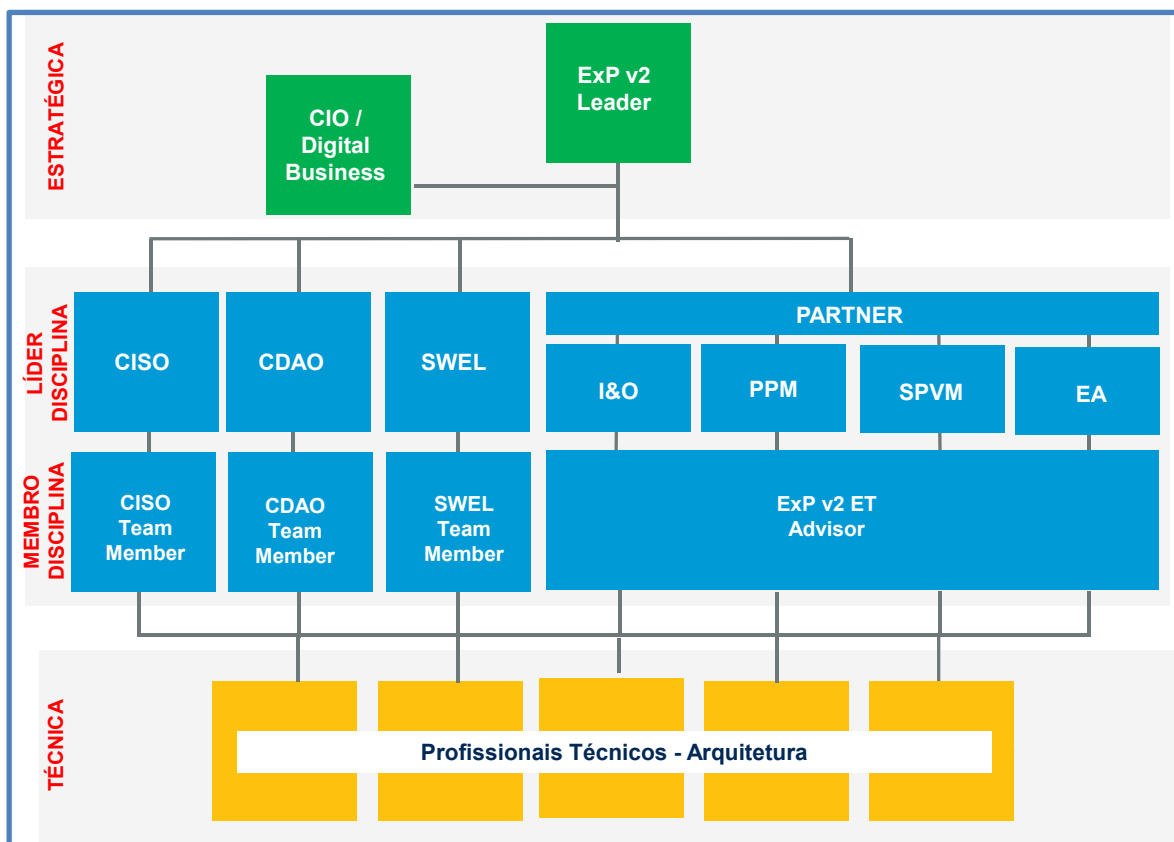 ESTRATÉGICA
ExP v2
Leader
CIO /
Digital
Business
LÍDER
DISCIPLINA
CISO
CDAO
SWEL
PARTNER
I&O
PPM
SPVM
EA
MEMBRO
DISCIPLINA
CISO
Team
Member
CDAO
Team
Member
SWEL
Team
Member
ExP v2 ET
Advisor
TÉCNICA
Profissionais Técnicos - Arquitetura